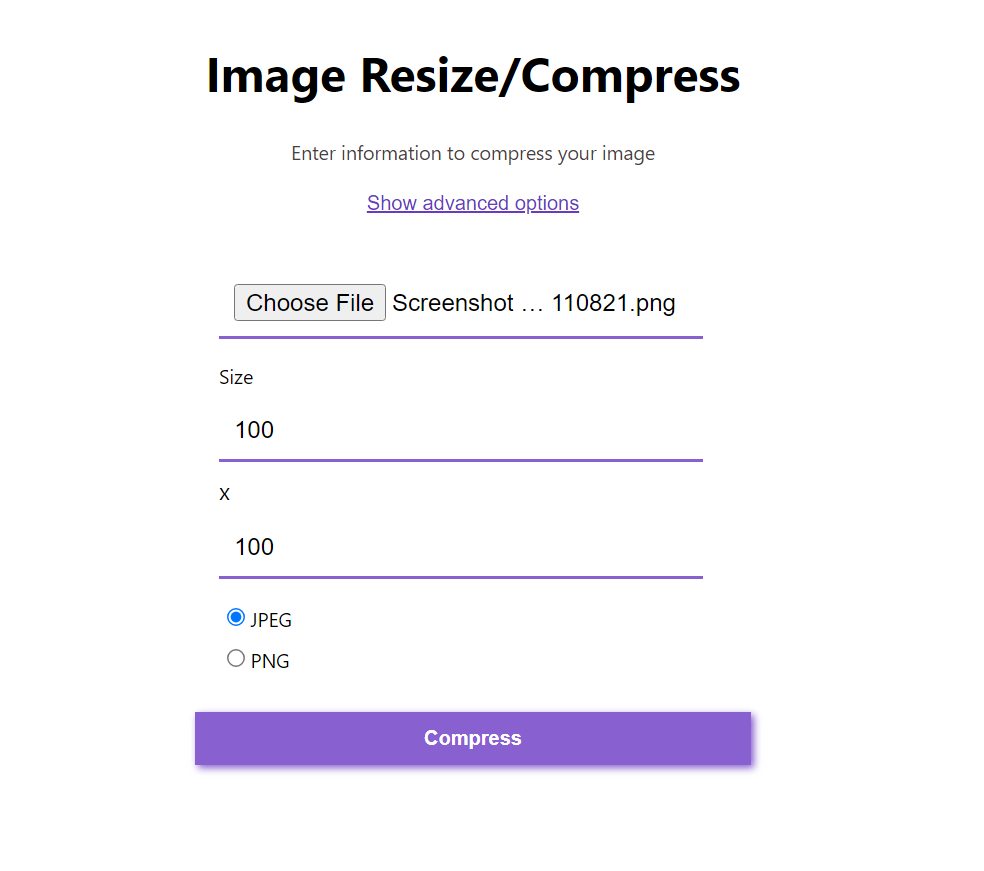 Image Resize/Compress
Enter information to compress your image
Show advanced options
Choose File Screenshot … 110821.png
Size
100
x
100
JPEG
PNG
Compress